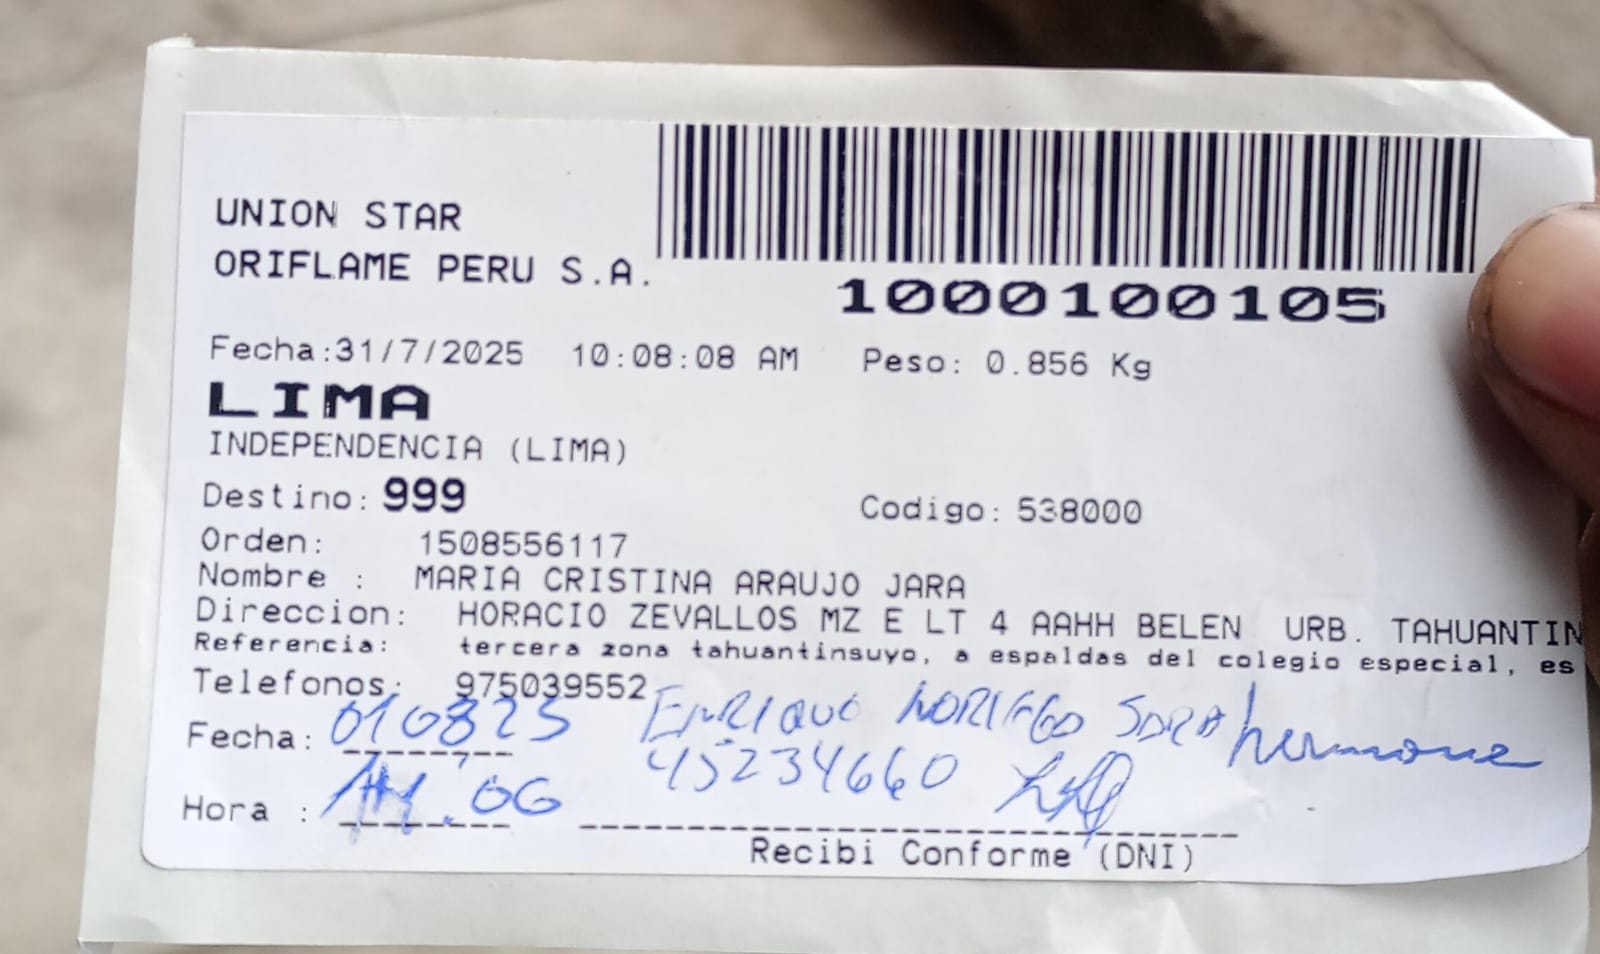 UNION STAR
ORIFLAME PERU S.A.
1000100105
Fecha:31/7/2025 10:08:08 AM Peso: 0.856 Kg
LIMA
INDEPENDENCIA (LIMA)
Destino: 999 Codigo: 538000
Orden: 1508556117
Nombre : MARIA CRISTINA ARAUJO JARA
Direccion: HORACIO ZEVALLOS MZ E LT 4 AAHH BELEN URB. TAHUANTIN
Referencia: tercera zona tahuantinsuyo, a espaldas del colegio especial, es
Telefonos: 975039552
Fecha: 010825 ENRIQUE NORIEGO
Hora : 45234660
Recibi Conforme (DNI)